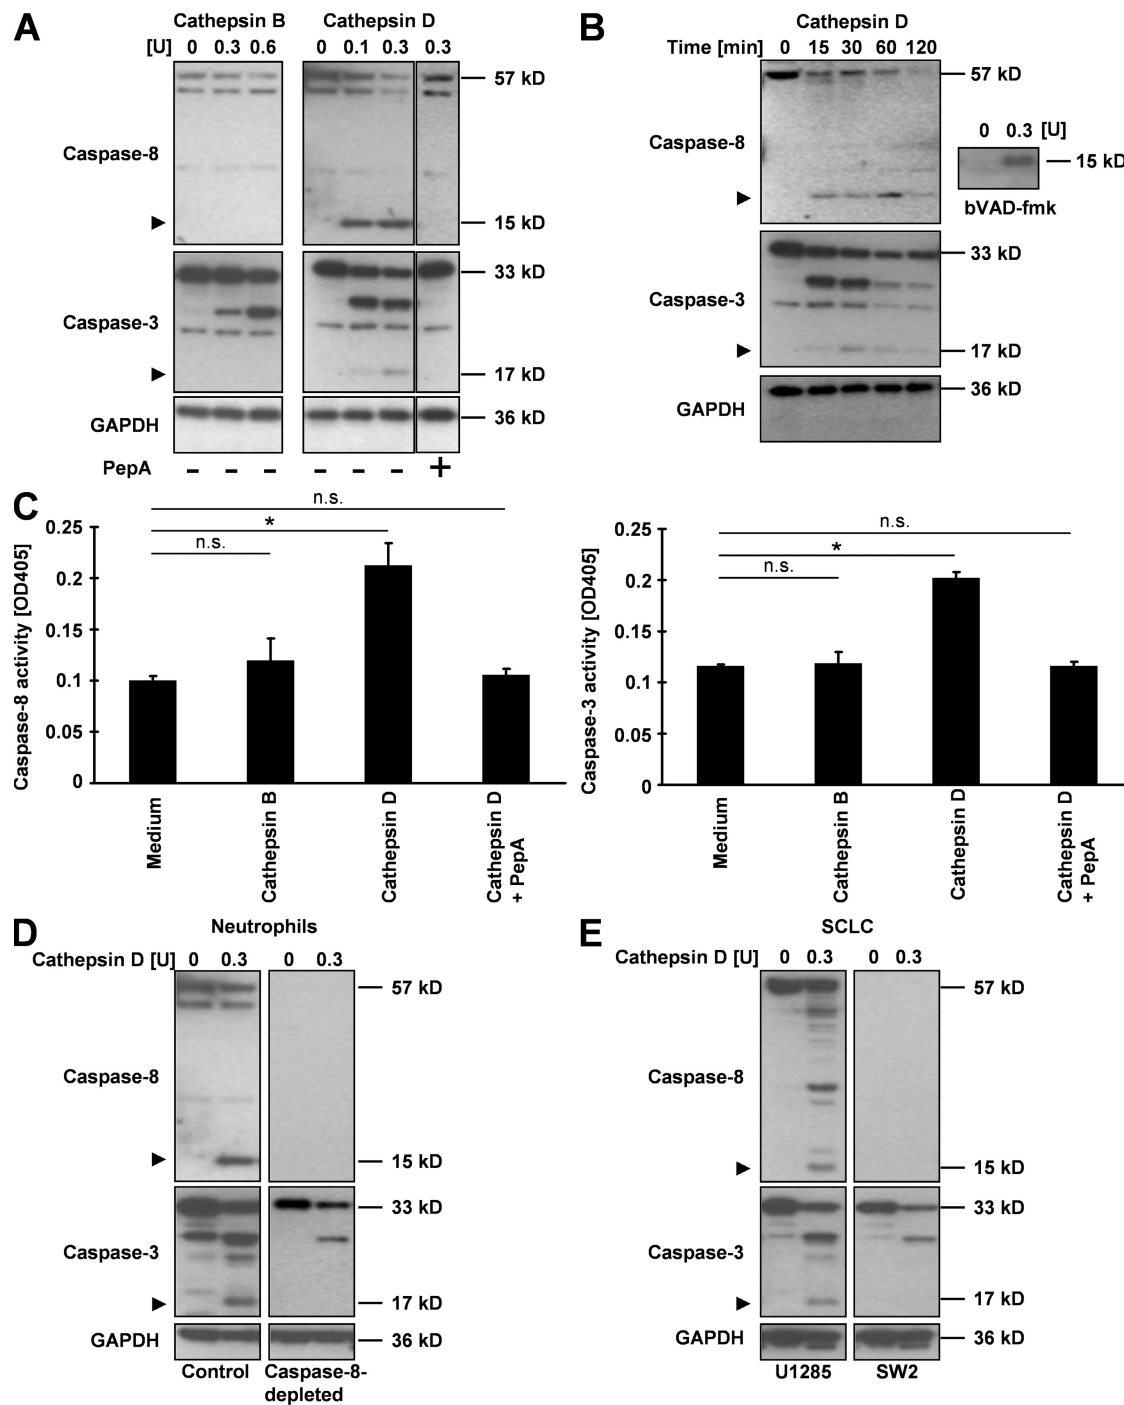 A
Cathepsin B
Cathepsin D
[U] 0 0.3 0.6 0 0.1 0.3 0.3
57 kD
Caspase-8
15 kD
33 kD
Caspase-3
17 kD
GAPDH
36 kD
PepA - - - - - - +
B
Cathepsin D
Time [min] 0 15 30 60 120
57 kD
Caspase-8
0 0.3 [U]
15 kD
bVAD-fmk
33 kD
Caspase-3
17 kD
36 kD
GAPDH
C
n.s.
*
n.s.
0.25
0.2
0.15
0.1
0.05
0
Caspase-8 activity [OD405]
Medium
Cathepsin B
Cathepsin D
Cathepsin D
+ PepA
n.s.
*
n.s.
0.25
0.2
0.15
0.1
0.05
0
Caspase-3 activity [OD405]
Medium
Cathepsin B
Cathepsin D
Cathepsin D
+ PepA
D
Neutrophils
Cathepsin D [U] 0 0.3 0 0.3
57 kD
Caspase-8
15 kD
33 kD
Caspase-3
17 kD
GAPDH
36 kD
Control
Caspase-8-
depleted
E
SCLC
Cathepsin D [U] 0 0.3 0 0.3
57 kD
Caspase-8
15 kD
33 kD
Caspase-3
17 kD
GAPDH
36 kD
U1285
SW2